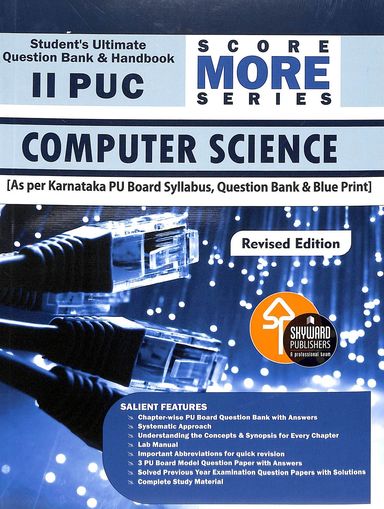 Student's Ultimate
Question Bank & Handbook
II PUC
SCORE
MORE
SERIES
COMPUTER SCIENCE
[As per Karnataka PU Board Syllabus, Question Bank & Blue Print]
Revised Edition
SKYWARD
PUBLISHERS
A professional team
SALIENT FEATURES
Chapter-wise PU Board Question Bank with Answers
Systematic Approach
Understanding the Concepts & Synopsis for Every Chapter
Lab Manual
Important Abbreviations for quick revision
3 PU Board Model Question Paper with Answers
Solved Previous Year Examination Question Papers with Solutions
Complete Study Material